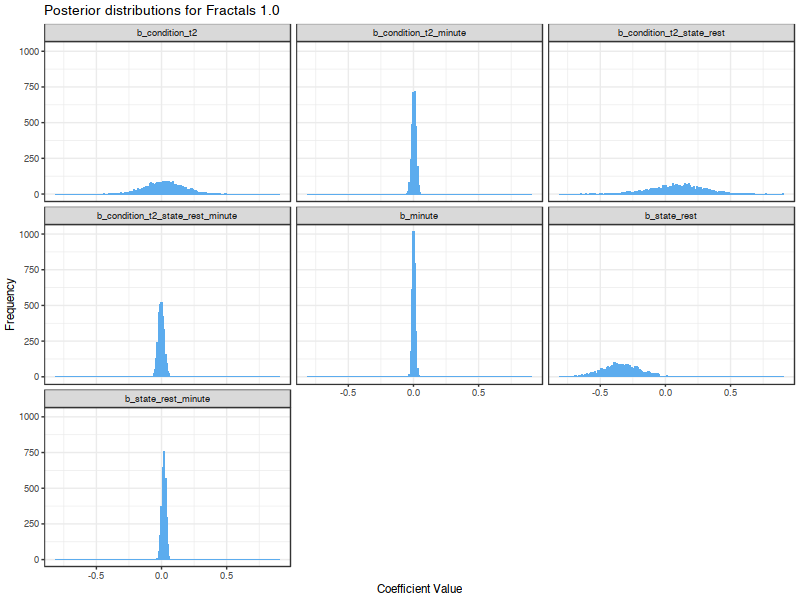 Posterior distributions for Fractals 1.0
b_condition_t2
b_condition_t2_minute
b_condition_t2_state_rest
1000
750
500
250
0
b_condition_t2_state_rest_minute
b_minute
b_state_rest
1000
750
500
250
0
-0.5 0.0 0.5
-0.5 0.0 0.5
b_state_rest_minute
1000
750
500
250
0
-0.5 0.0 0.5
Frequency
Coefficient Value